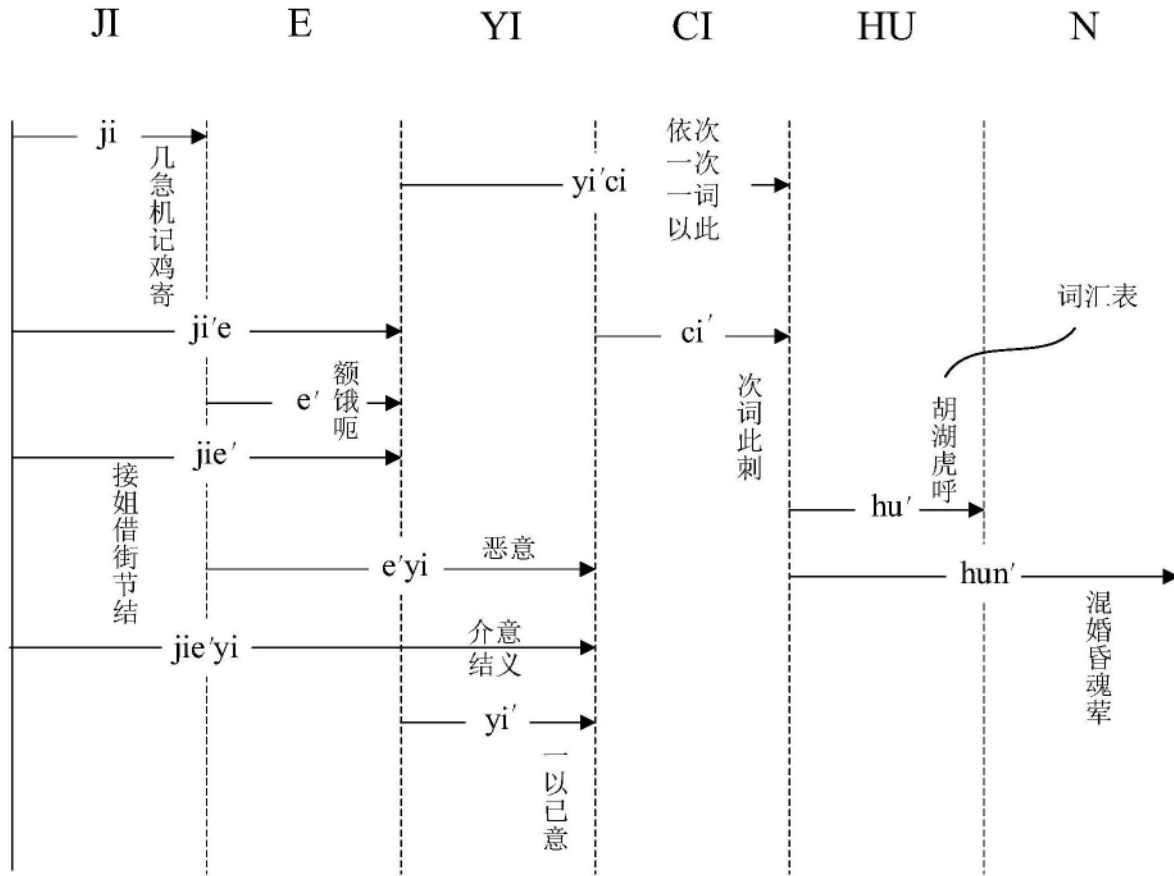 JI E YI CI HU N
ji
几急机记鸡寄
yi′ci
依次
一次
一词
以此
词汇表
ji′e
ci′
次词此刺
e′
额饿呃
胡湖虎呼
jie′
接姐借街节结
hu′
e′yi
恶意
hun′
混婚昏魂荤
jie′yi
介意
结义
yi′
一以已意